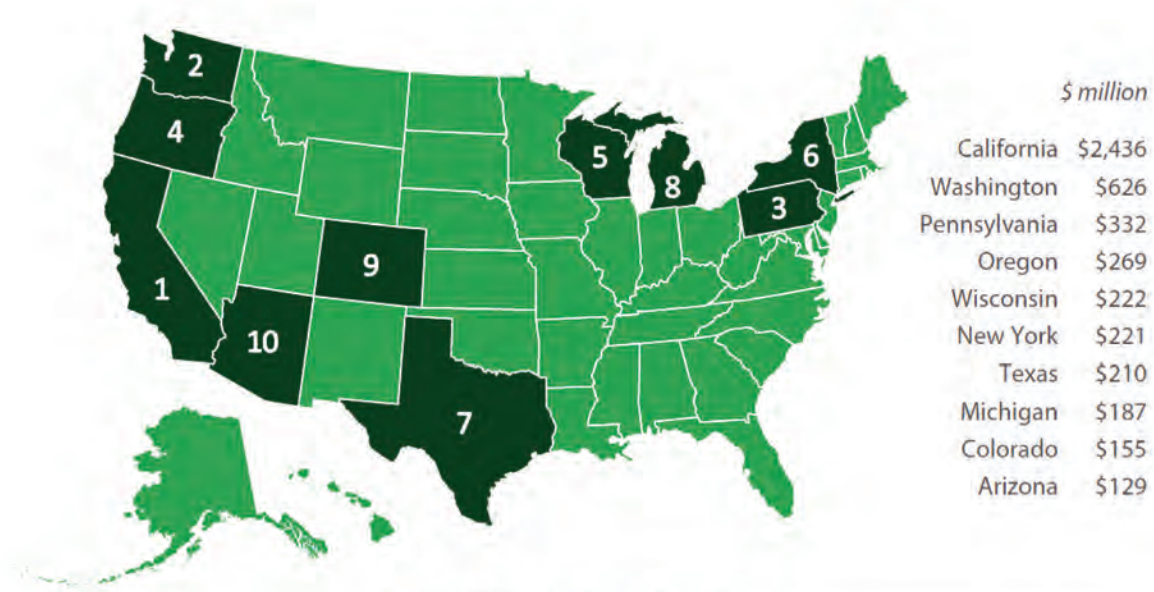 2
4
1
9
10
7
5
8
6
3
$ million
California $2,436
Washington $626
Pennsylvania $332
Oregon $269
Wisconsin $222
New York $221
Texas $210
Michigan $187
Colorado $155
Arizona $129